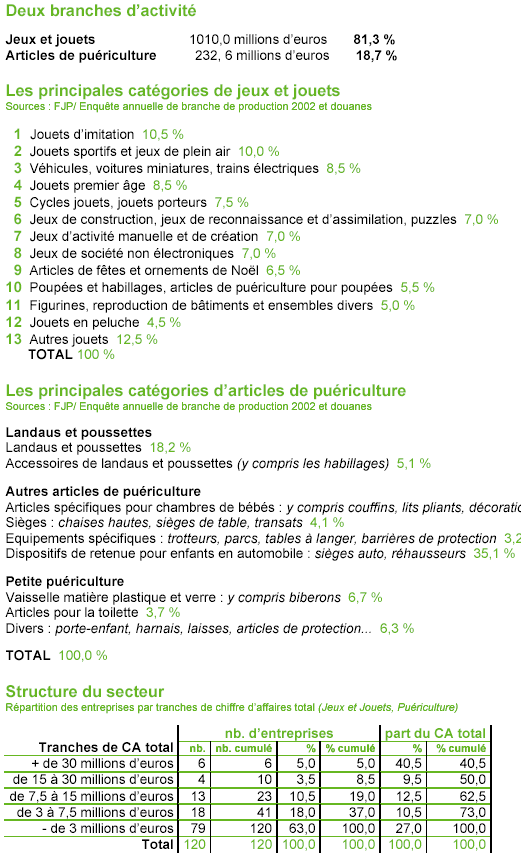 Deux branches d'activité
Jeux et jouets 1010,0 millions d'euros 81,3 %
Articles de puériculture 232, 6 millions d'euros 18,7 %
Les principales catégories de jeux et jouets
Sources : FJP/ Enquête annuelle de branche de production 2002 et douanes
1 Jouets d'imitation 10,5 %
2 Jouets sportifs et jeux de plein air 10,0 %
3 Véhicules, voitures miniatures, trains électriques 8,5 %
4 Jouets premier âge 8,5 %
5 Cycles jouets, jouets porteurs 7,5 %
6 Jeux de construction, jeux de reconnaissance et d'assimilation, puzzles 7,0 %
7 Jeux d'activité manuelle et de création 7,0 %
8 Jeux de société non électroniques 7,0 %
9 Articles de fêtes et ornements de Noël 6,5 %
10 Poupées et habillages, articles de puériculture pour poupées 5,5 %
11 Figurines, reproduction de bâtiments et ensembles divers 5,0 %
12 Jouets en peluche 4,5 %
13 Autres jouets 12,5 %
TOTAL 100 %
Les principales catégories d'articles de puériculture
Sources : FJP/ Enquête annuelle de branche de production 2002 et douanes
Landaus et poussettes
Landaus et poussettes 18,2 %
Accessoires de landaus et poussettes (y compris les habillages) 5,1 %
Autres articles de puériculture
Articles spécifiques pour chambres de bébés : y compris couffins, lits pliants,
Sièges : chaises hautes, sièges de table, transats 4,1 %
Equipements spécifiques : trotteurs, parcs, tables à langer, barrières de protection 3,2
Dispositifs de retenue pour enfants en automobile : sièges auto, réhausseurs 35,1 %
Petite puériculture
Vaisselle matière plastique et verre : y compris biberons 6,7 %
Articles pour la toilette 3,7 %
Divers : porte-enfant, harnais, laisses, articles de protection... 6,3 %
TOTAL 100,0 %
Structure du secteur
Répartition des entreprises par tranches de chiffre d'affaires total (Jeux et Jouets, Puériculture)
nb. d'entreprises part du CA total
Tranches de CA total nb. nb. cumulé % % cumulé % % cumulé
+ de 30 millions d'euros 6 6 5,0 5,0 40,5 40,5
de 15 à 30 millions d'euros 4 10 3,5 8,5 9,5 50,0
de 7,5 à 15 millions d'euros 13 23 10,5 19,0 12,5 62,5
de 3 à 7,5 millions d'euros 18 41 18,0 37,0 10,5 73,0
- de 3 millions d'euros 79 120 63,0 100,0 27,0 100,0
Total 120 120 100,0 100,0 100,0 100,0